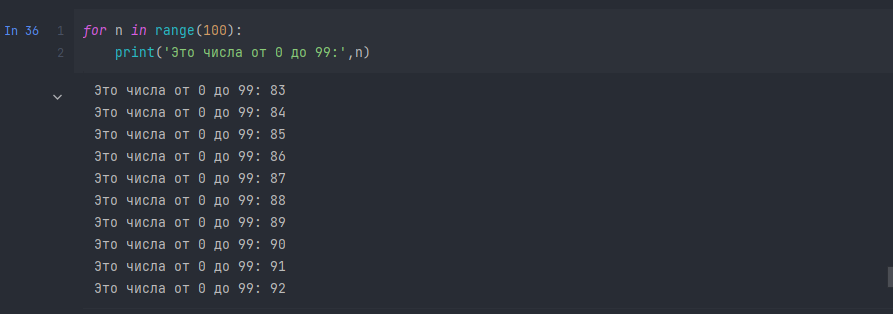 In 36 1 for n in range(100):
2 print('Это числа от 0 до 99:',n)
Это числа от 0 до 99: 83
Это числа от 0 до 99: 84
Это числа от 0 до 99: 85
Это числа от 0 до 99: 86
Это числа от 0 до 99: 87
Это числа от 0 до 99: 88
Это числа от 0 до 99: 89
Это числа от 0 до 99: 90
Это числа от 0 до 99: 91
Это числа от 0 до 99: 92